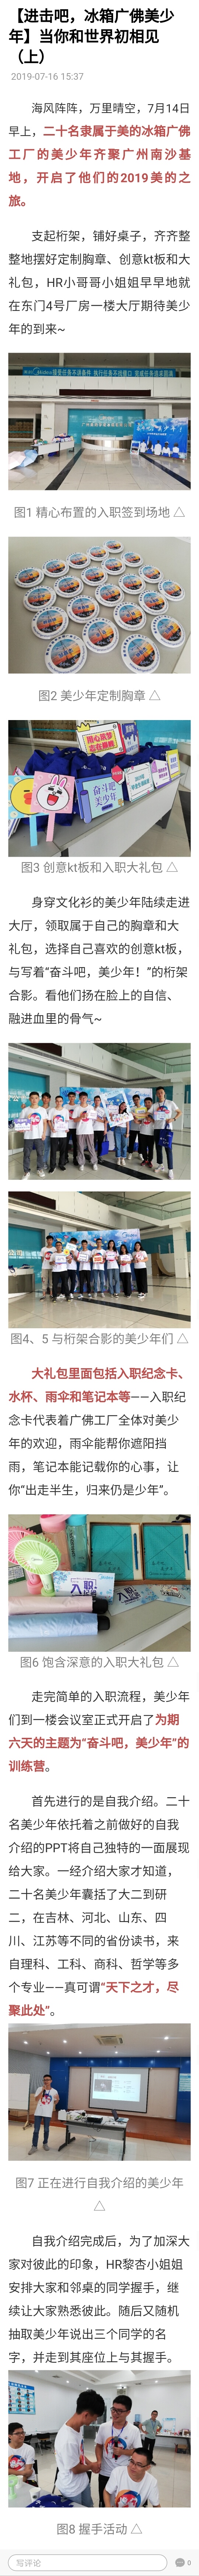 【进击吧，冰箱广佛美少
年】当你和世界初相见
（上）
2019-07-16 15:37
海风阵阵，万里晴空，7月14日
早上，二十名隶属于美的冰箱广佛
工厂的美少年齐聚广州南沙基
地，开启了他们的2019美的之
旅。
支起桁架，铺好桌子，齐齐整
整地摆好定制胸章、创意kt板和大
礼包，HR小哥哥小姐姐早早地就
在东门4号厂房一楼大厅期待美少
年的到来~
图1 精心布置的入职签到场地 △
图2 美少年定制胸章 △
奋斗吧
美少年
图3 创意kt板和入职大礼包 △
身穿文化衫的美少年陆续走进
大厅，领取属于自己的胸章和大
礼包，选择自己喜欢的创意kt板，
与写着“奋斗吧，美少年！”的桁架
合影。看他们扬在脸上的自信、
融进血里的骨气~
图4、5 与桁架合影的美少年们 △
大礼包里面包括入职纪念卡、
水杯、雨伞和笔记本等——入职纪
念卡代表着广佛工厂全体对美少
年的欢迎，雨伞能帮你遮阳挡
雨，笔记本能记载你的心事，让
你“出走半生，归来仍是少年”。
入职
图6 饱含深意的入职大礼包 △
走完简单的入职流程，美少年
们到一楼会议室正式开启了为期
六天的主题为“奋斗吧，美少年”的
训练营。
首先进行的是自我介绍。二十
名美少年依托着之前做好的自我
介绍的PPT将自己独特的一面展现
给大家。一经介绍大家才知道，
二十名美少年囊括了大二到研
二，在吉林、河北、山东、四
川、江苏等不同的省份读书，来
自理科、工科、商科、哲学等多
个专业——真可谓“天下之才，尽
聚此处”。
图7 正在进行自我介绍的美少年
△
自我介绍完成后，为了加深大
家对彼此的印象，HR黎杏小姐姐
安排大家和邻桌的同学握手，继
续让大家熟悉彼此。随后又随机
抽取美少年说出三个同学的名
字，并走到其座位上与其握手。
图8 握手活动 △
写评论
0